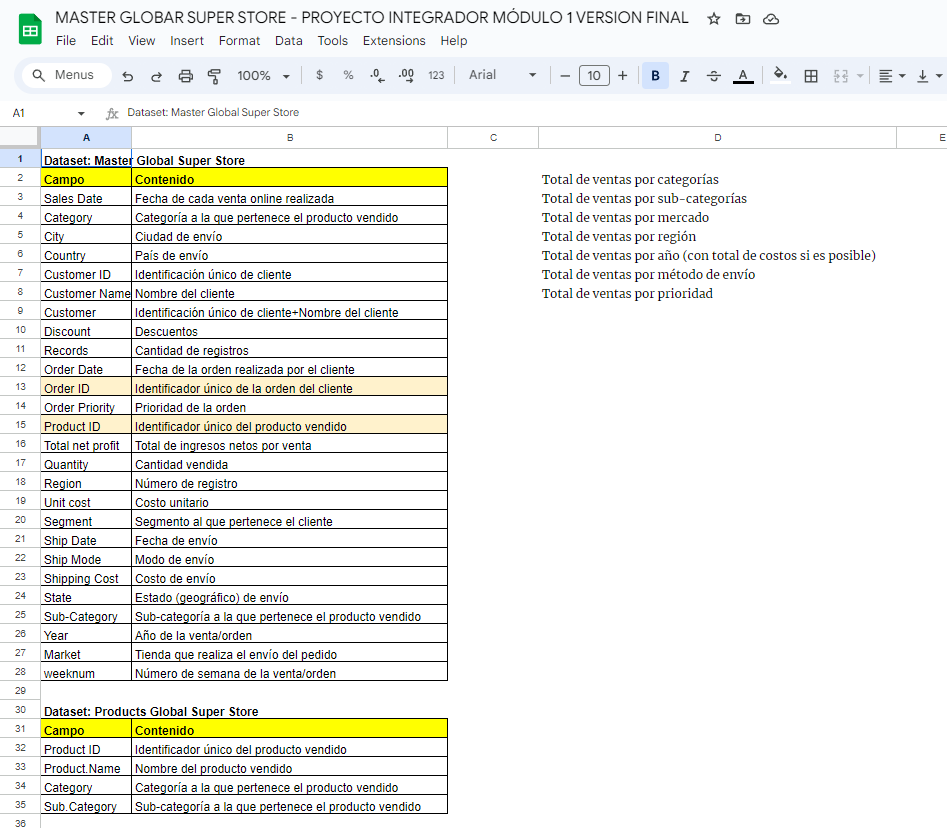 MASTER GLOBAR SUPER STORE - PROYECTO INTEGRADOR MÓDULO 1 VERSION FINAL
File Edit View Insert Format Data Tools Extensions Help
Menus 100% $ % .0 .00 123 Arial 10 B I S A
A1 fx Dataset: Master Global Super Store
A B C D E
1 Dataset: Master Global Super Store
2 Campo Contenido Total de ventas por categorías
3 Sales Date Fecha de cada venta online realizada Total de ventas por sub-categorías
4 Category Categoría a la que pertenece el producto vendido Total de ventas por mercado
5 City Ciudad de envío Total de ventas por región
6 Country País de envío Total de ventas por año (con total de costos si es posible)
7 Customer ID Identificación único de cliente Total de ventas por método de envío
8 Customer Name Nombre del cliente Total de ventas por prioridad
9 Customer Identificación único de cliente+Nombre del cliente
10 Discount Descuentos
11 Records Cantidad de registros
12 Order Date Fecha de la orden realizada por el cliente
13 Order ID Identificador único de la orden del cliente
14 Order Priority Prioridad de la orden
15 Product ID Identificador único del producto vendido
16 Total net profit Total de ingresos netos por venta
17 Quantity Cantidad vendida
18 Region Número de registro
19 Unit cost Costo unitario
20 Segment Segmento al que pertenece el cliente
21 Ship Date Fecha de envío
22 Ship Mode Modo de envío
23 Shipping Cost Costo de envío
24 State Estado (geográfico) de envío
25 Sub-Category Sub-categoría a la que pertenece el producto vendido
26 Year Año de la venta/orden
27 Market Tienda que realiza el envío del pedido
28 weeknum Número de semana de la venta/orden
29
30 Dataset: Products Global Super Store
31 Campo Contenido
32 Product ID Identificador único del producto vendido
33 Product.Name Nombre del producto vendido
34 Category Categoría a la que pertenece el producto vendido
35 Sub.Category Sub-categoría a la que pertenece el producto vendido
36